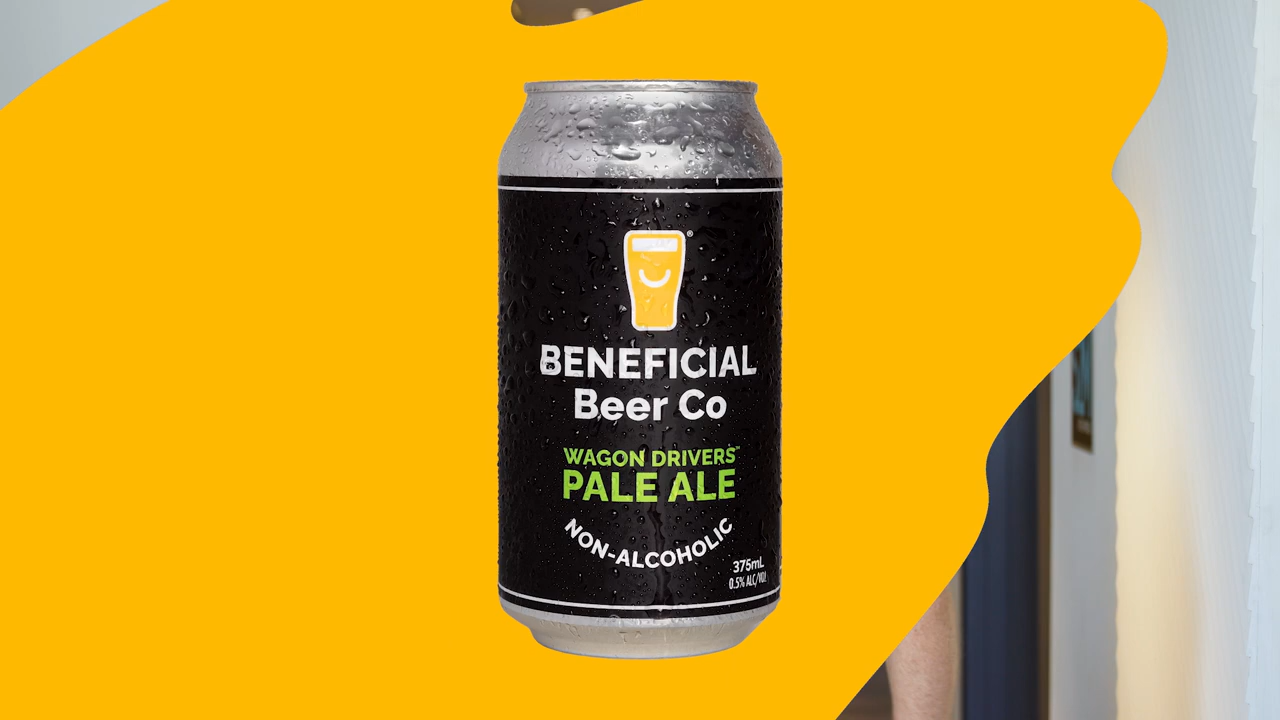 ®
BENEFICIAL
Beer Co
WAGON DRIVERS™
PALE ALE
NON-ALCOHOLIC
375mL
0.5% ALC/VOL